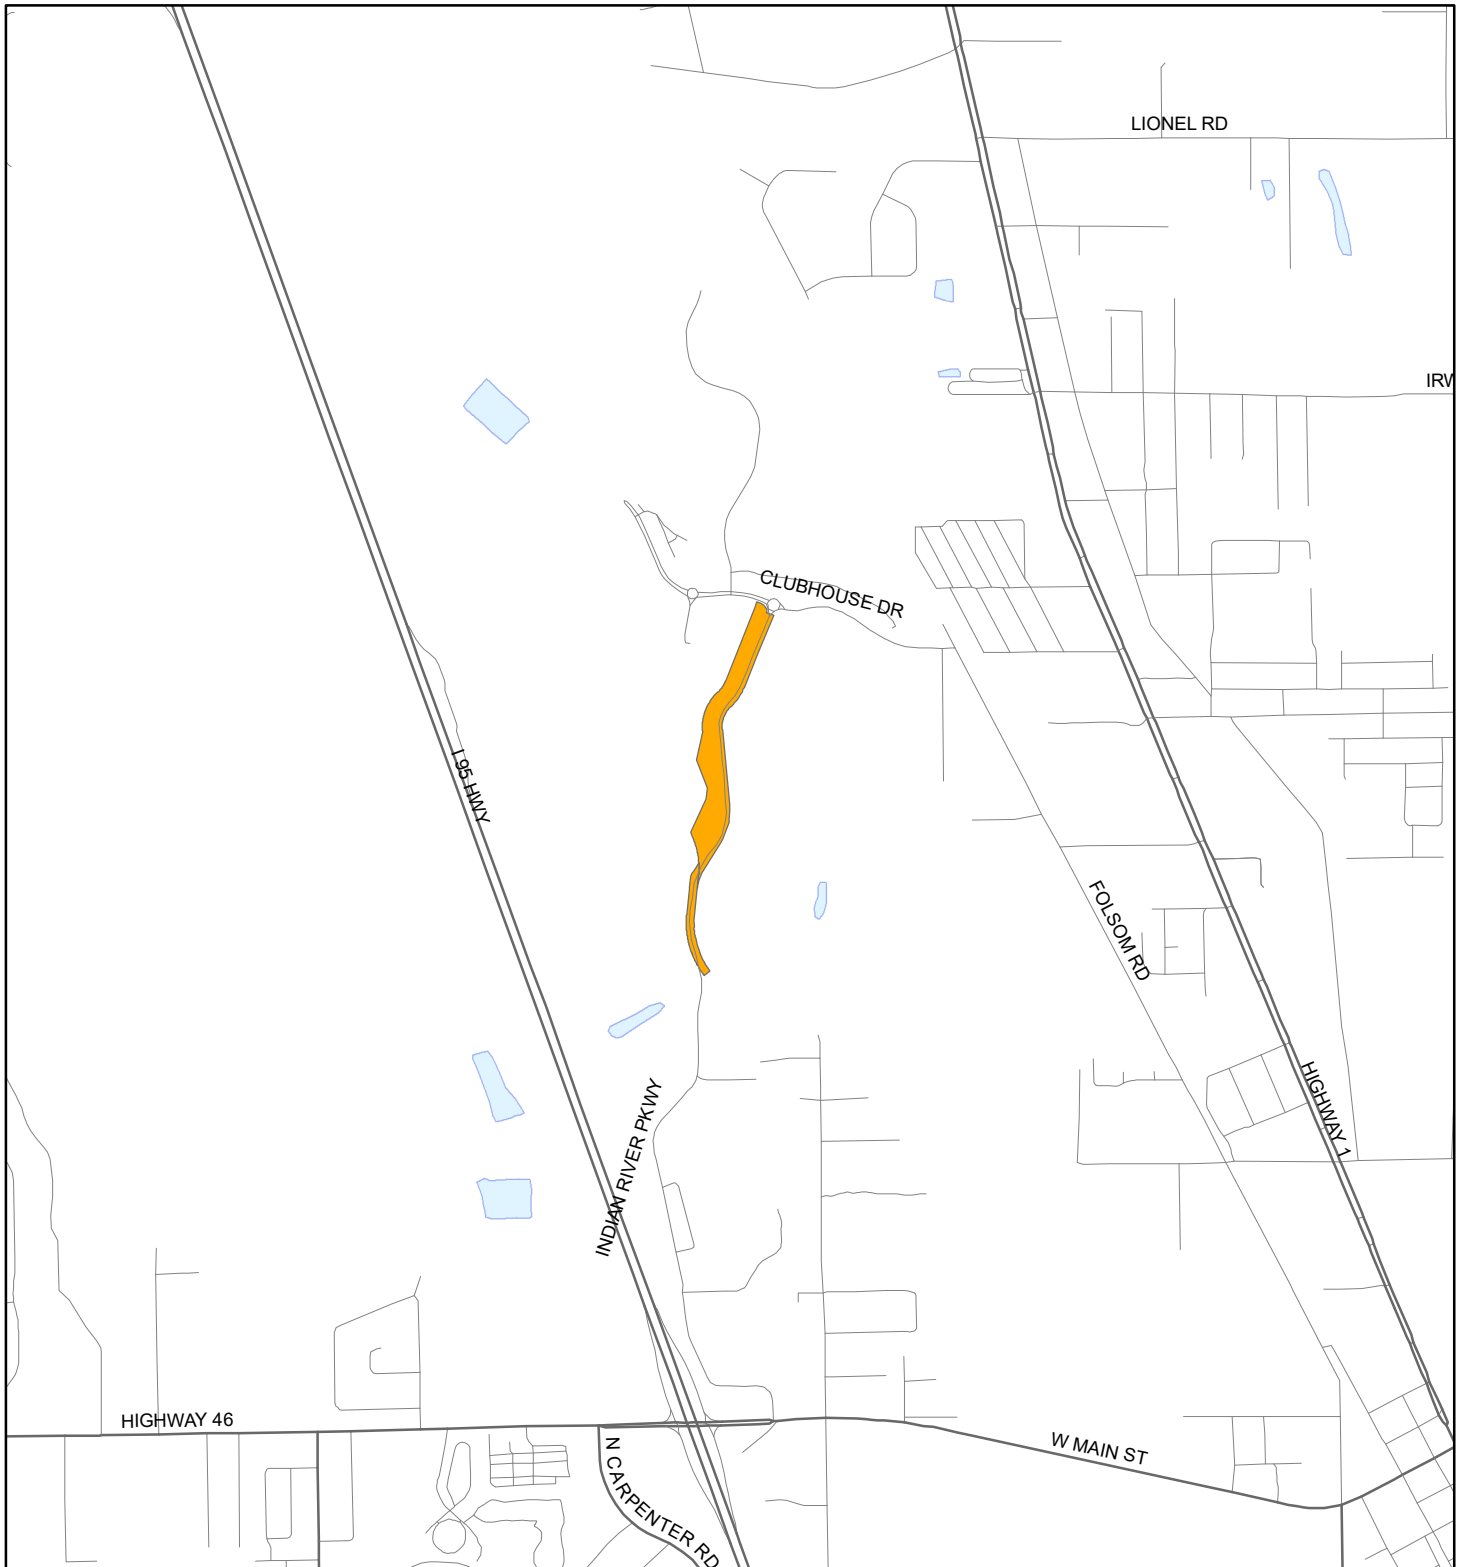 LIONEL RD
IRW
CLUBHOUSE DR
I 95 HWY
FOLSOM RD
HIGHWAY 1
INDIAN RIVER PKWY
HIGHWAY 46
W MAIN ST
N CARPENTER RD